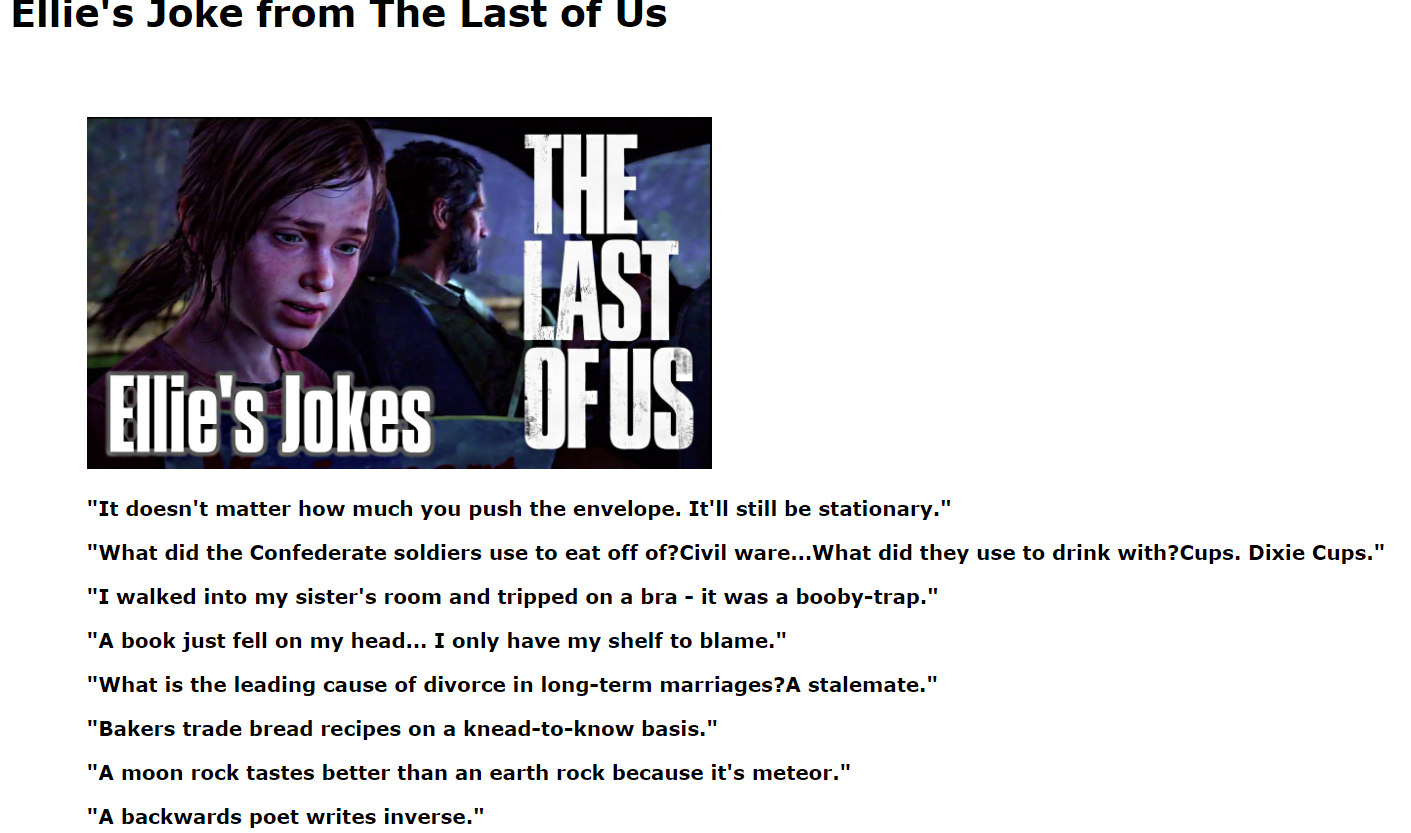 Ellie's Joke from The Last of Us
THE
LAST
OF US
Ellie's Jokes
"It doesn't matter how much you push the envelope. It'll still be stationary."
"What did the Confederate soldiers use to eat off of?Civil ware...What did they use to drink with?Cups. Dixie Cups."
"I walked into my sister's room and tripped on a bra - it was a booby-trap."
"A book just fell on my head... I only have my shelf to blame."
"What is the leading cause of divorce in long-term marriages?A stalemate."
"Bakers trade bread recipes on a knead-to-know basis."
"A moon rock tastes better than an earth rock because it's meteor."
"A backwards poet writes inverse."